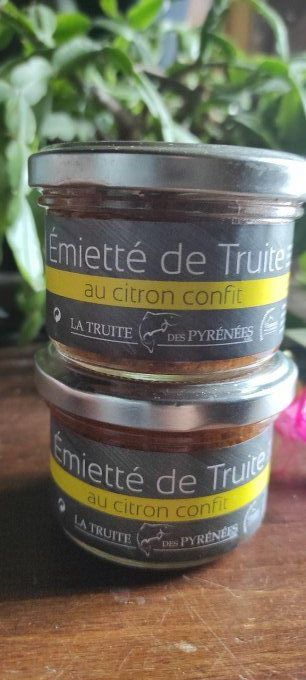 Émietté de Truite
au citron confit
LA TRUITE DES PYRÉNÉES
Émietté de Truite
au citron confit
LA TRUITE DES PYRÉNÉES